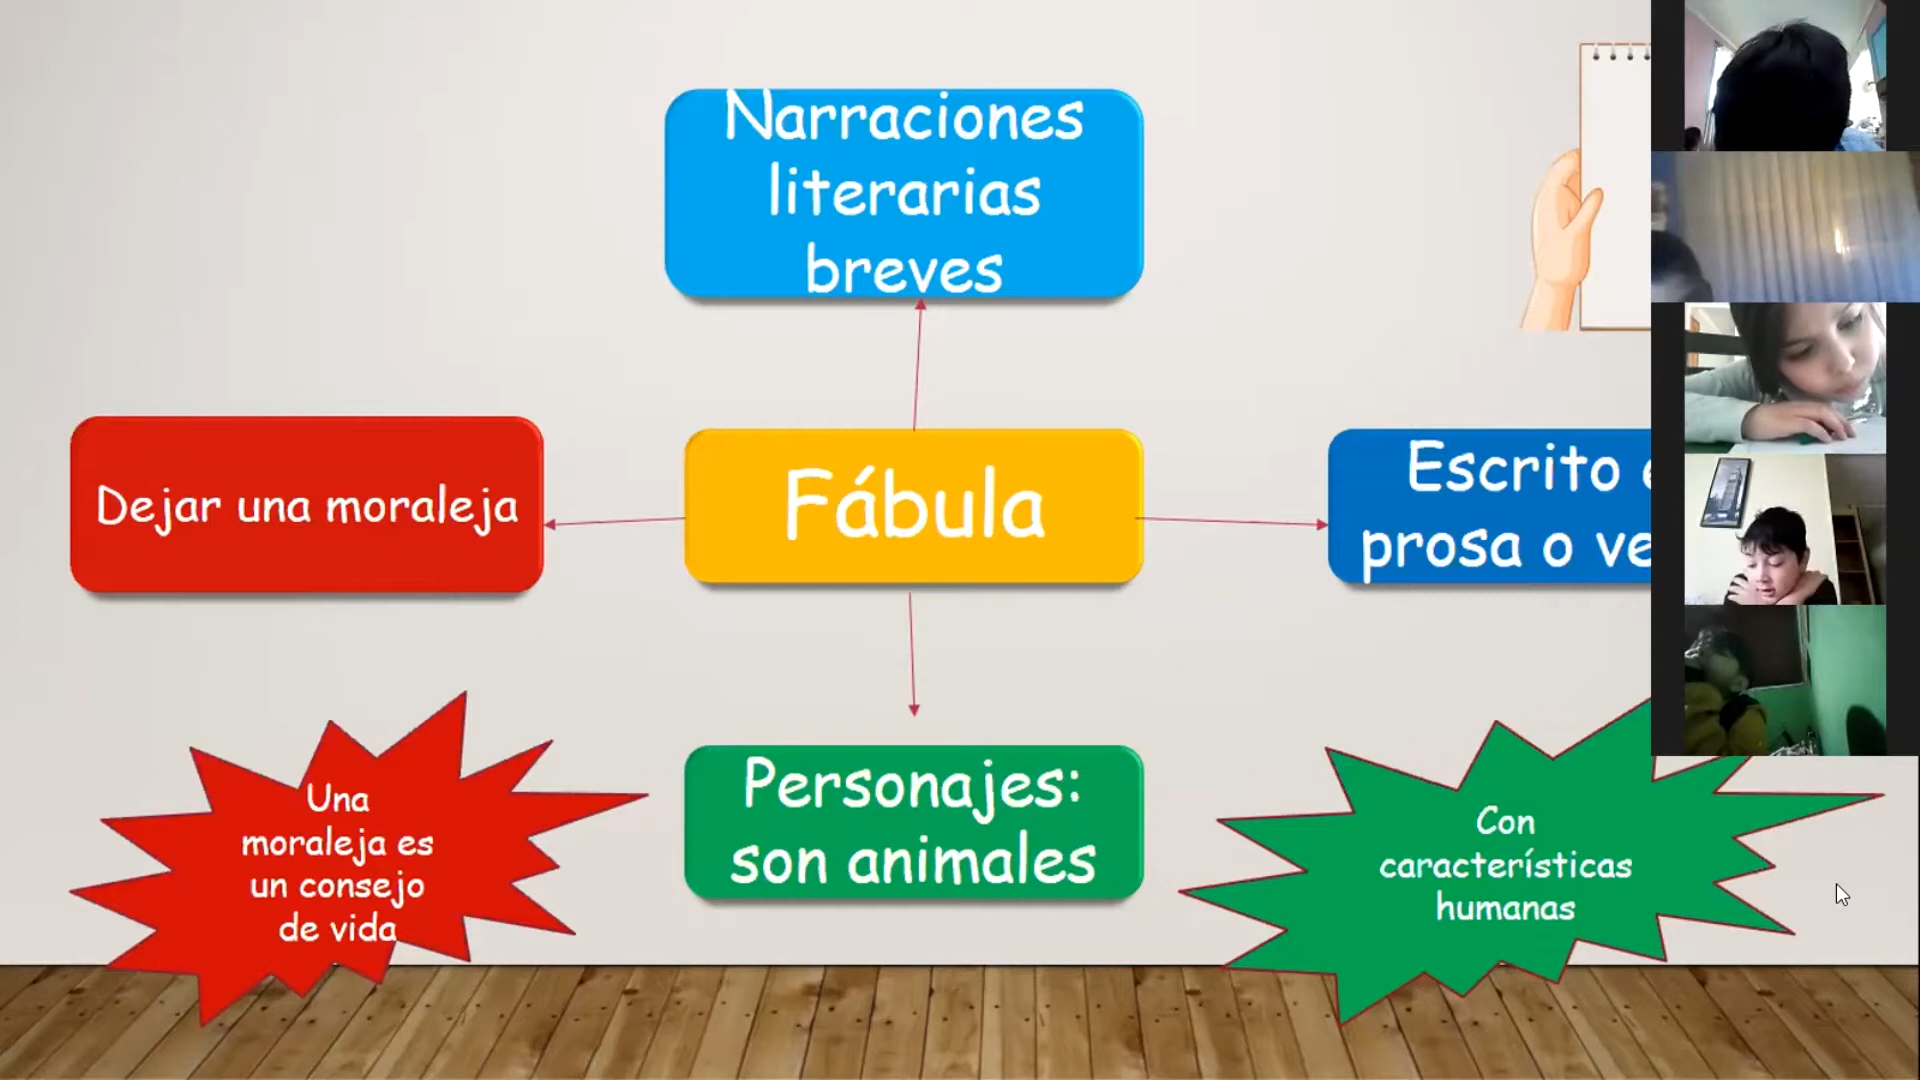 Narraciones
literarias
breves
Dejar una moraleja
Fábula
Escrito
prosa o
Personajes:
son animales
Una
moraleja es
un consejo
de vida
Con
características
humanas